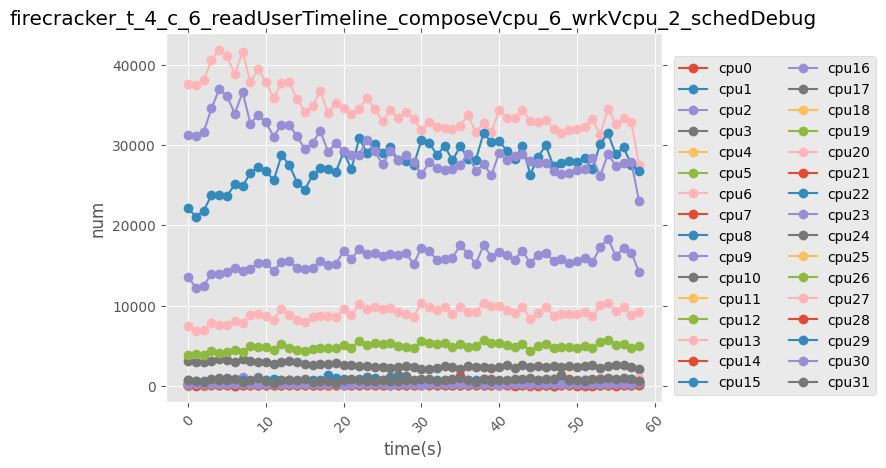 firecracker_t_4_c_6_readUserTimeline_composeVcpu_6_wrkVcpu_2_schedDebug
40000
30000
20000
10000
0
num
0
10
20
30
40
50
60
time(s)
cpu0
cpu1
cpu2
cpu3
cpu4
cpu5
cpu6
cpu7
cpu8
cpu9
cpu10
cpu11
cpu12
cpu13
cpu14
cpu15
cpu16
cpu17
cpu18
cpu19
cpu20
cpu21
cpu22
cpu23
cpu24
cpu25
cpu26
cpu27
cpu28
cpu29
cpu30
cpu31